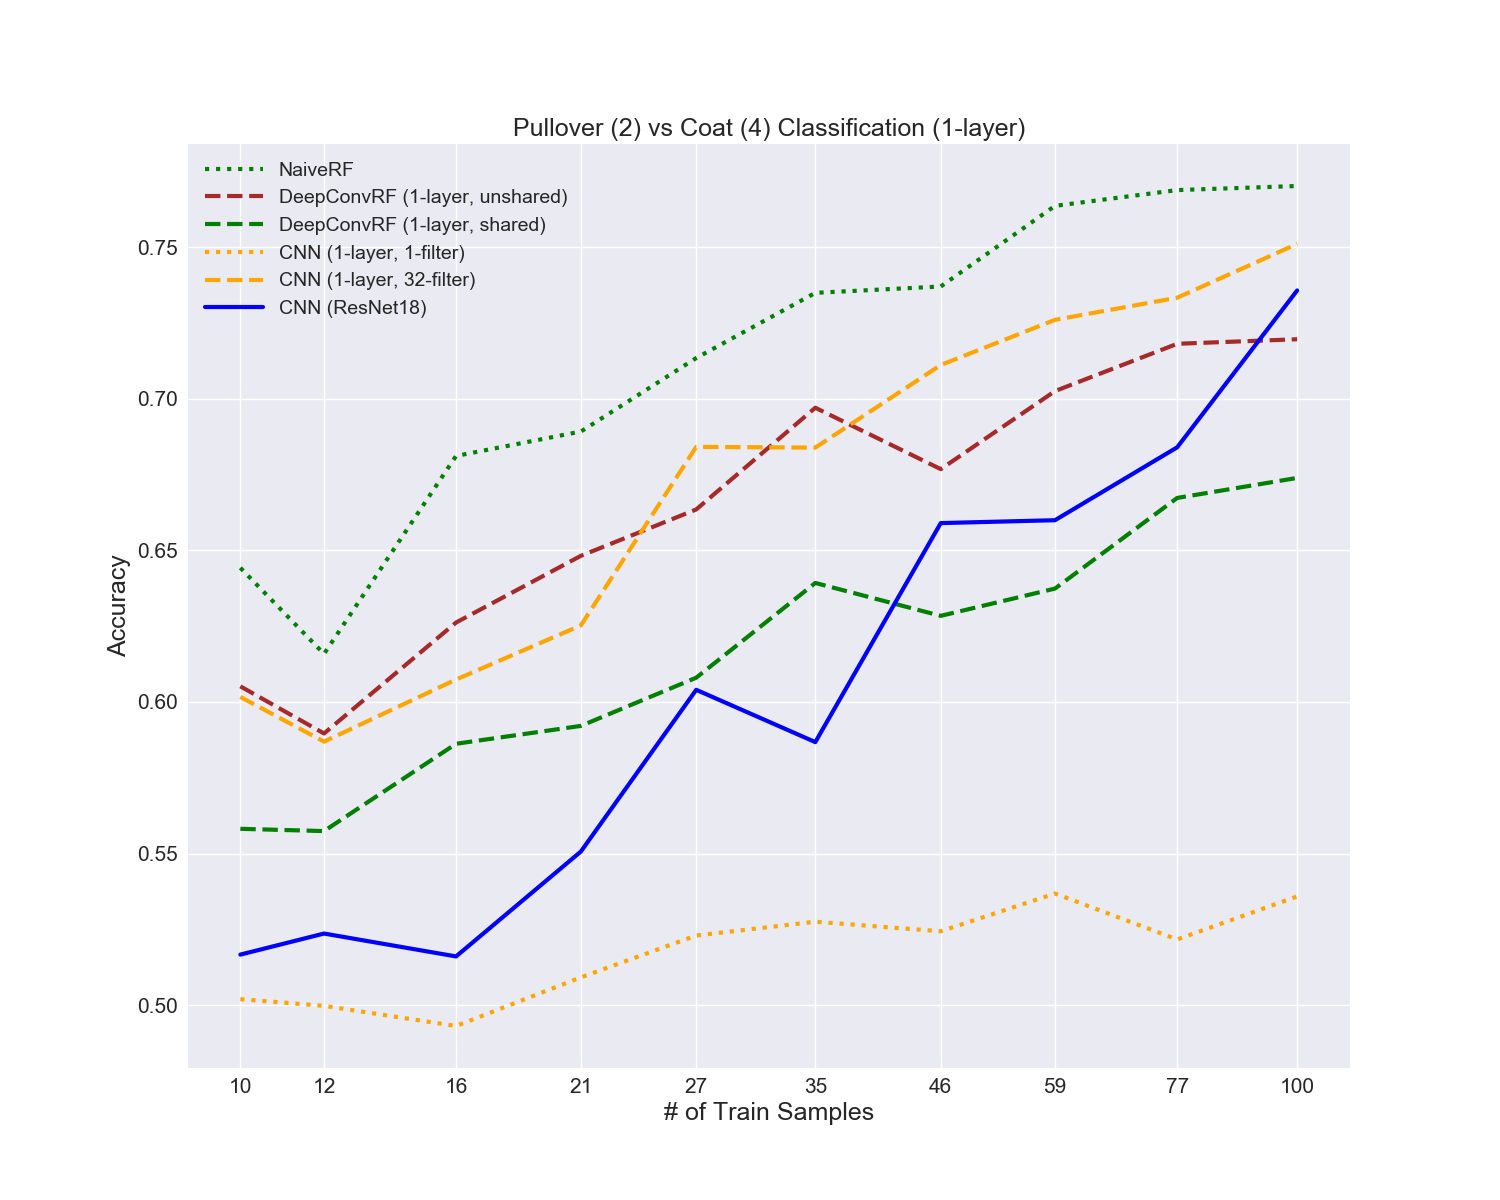 Pullover (2) vs Coat (4) Classification (1-layer)
NaiveRF
DeepConvRF (1-layer, unshared)
DeepConvRF (1-layer, shared)
CNN (1-layer, 1-filter)
CNN (1-layer, 32-filter)
CNN (ResNet18)
0.75
0.70
0.65
0.60
0.55
0.50
Accuracy
10 12 16 21 27 35 46 59 77 100
# of Train Samples